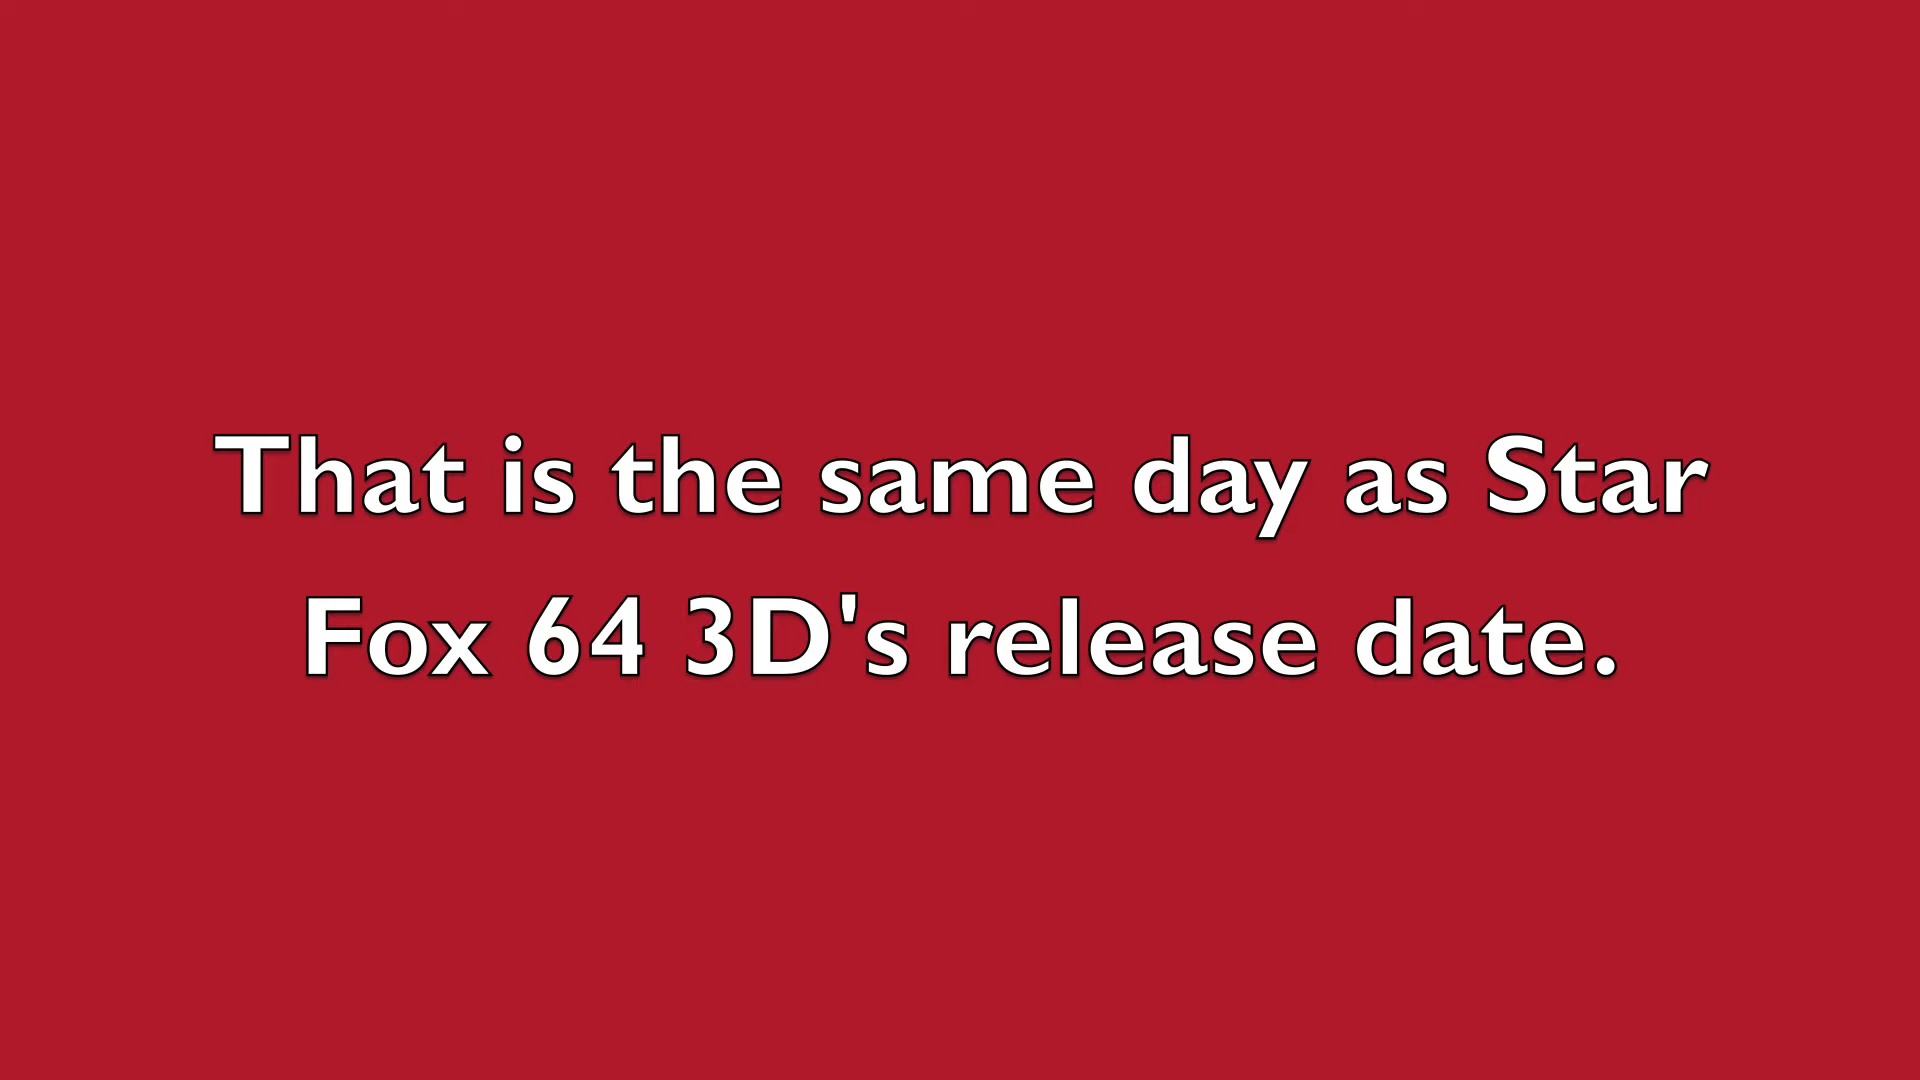 That is the same day as Star
Fox 64 3D's release date.